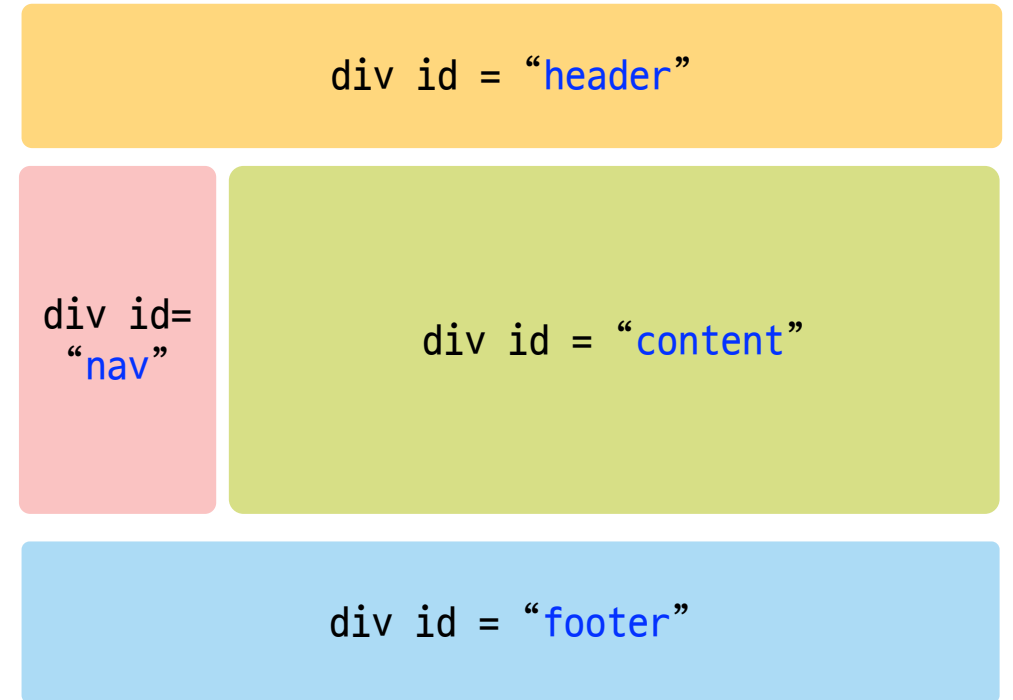 div id = “header”
div id=
“nav”
div id = “content”
div id = “footer”